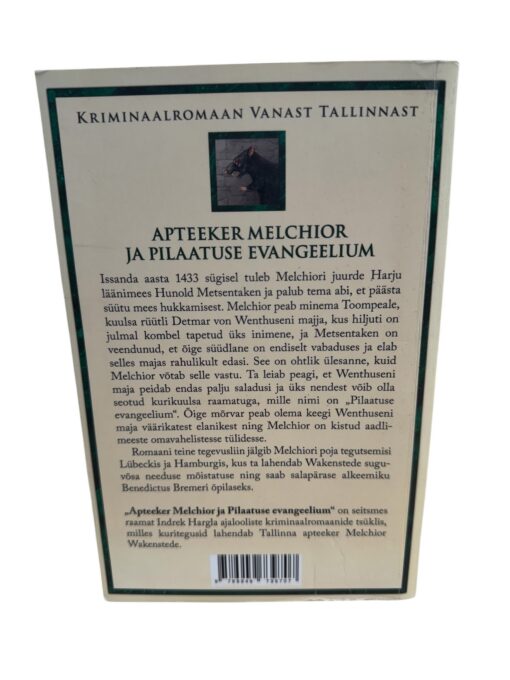 Kriminaalromaan Vanast Tallinnast
APTEEKER MELCHIOR
JA PILAATUSE EVANGEELIUM
Issanda aasta 1433 sügisel tuleb Melchiori juurde Harju
läänimees Hunold Metsentaken ja palub tema abi, et päästa
süütu mees hukkamisest. Melchior peab minema Toompeale,
kuulsa rüütli Detmar von Wenthuseni majja, kus hiljuti on
julmal kombel tapetud üks inimene, ja Metsentaken on
veendunud, et õige süüdlane on endiselt vabaduses ja elab
selles majas rahulikult edasi. See on ohtlik ülesanne, kuid
Melchior võtab selle vastu. Ta leiab peagi, et Wenthuseni
maja peidab endas palju saladusi ja üks nendest võib olla
seotud kurikuulsa raamatuga, mille nimi on „Pilaatuse
evangeelium“. Õige mõrvar peab olema keegi Wenthuseni
maja väärikatest elanikest ning Melchior on kistud aadli-
meeste omavahelistesse tülidesse.
Romaani teine tegevusliin jälgib Melchiori poja tegutsemisi
Lübeckis ja Hamburgis, kus ta lahendab Wakenstede sugu-
võsa needuse mõistatuse ning saab salapärase alkeemiku
Benedictus Bremeri õpilaseks.
„Apteeker Melchior ja Pilaatuse evangeelium“ on seitsmes
raamat Indrek Hargla ajalooliste kriminaalromaanide tsüklis,
milles kuritegusid lahendab Tallinna apteeker Melchior
Wakenstede.